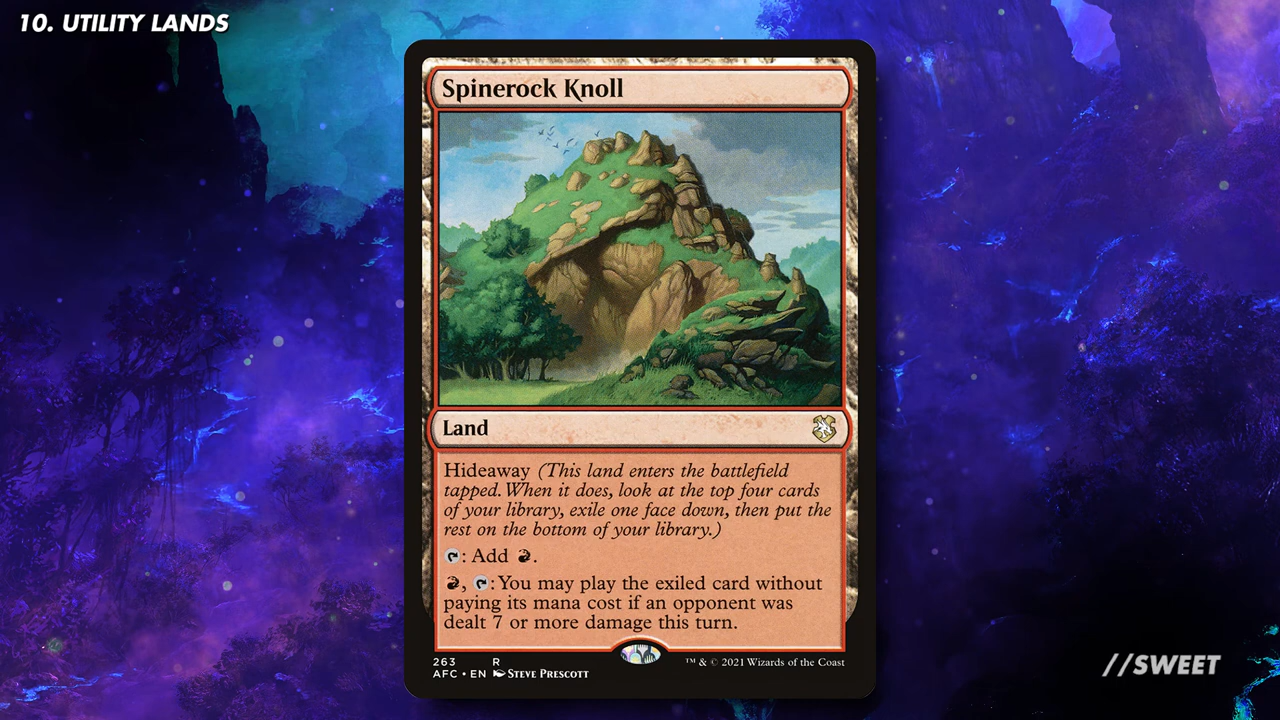 10. UTILITY LANDS
Spinerock Knoll
Land
Hideaway (This land enters the battlefield
tapped. When it does, look at the top four cards
of your library, exile one face down, then put the
rest on the bottom of your library.)
: Add .
, : You may play the exiled card without
paying its mana cost if an opponent was
dealt 7 or more damage this turn.
263 R
AFC • EN STEVE PRESCOTT
™ & © 2021 Wizards of the Coast
//SWEET